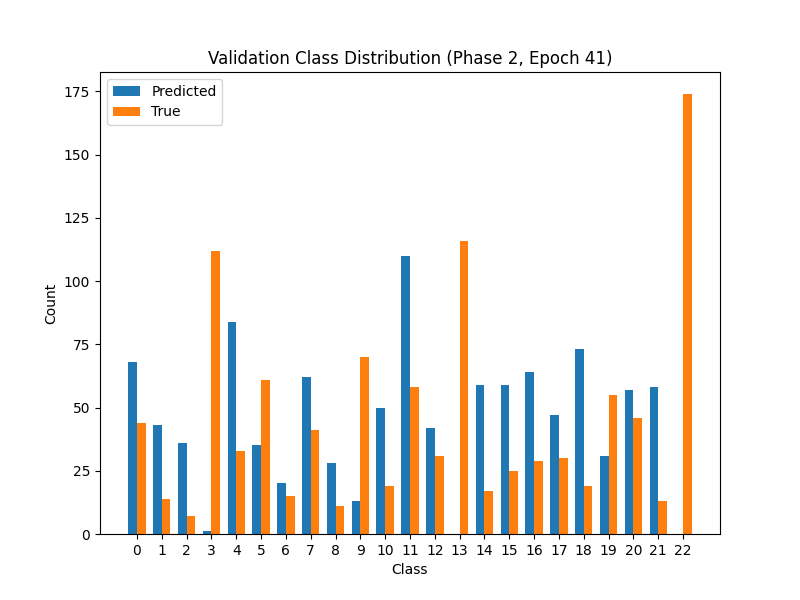 Validation Class Distribution (Phase 2, Epoch 41)
Predicted
True
175
150
125
100
75
50
25
0
Count
0 1 2 3 4 5 6 7 8 9 10 11 12 13 14 15 16 17 18 19 20 21 22
Class